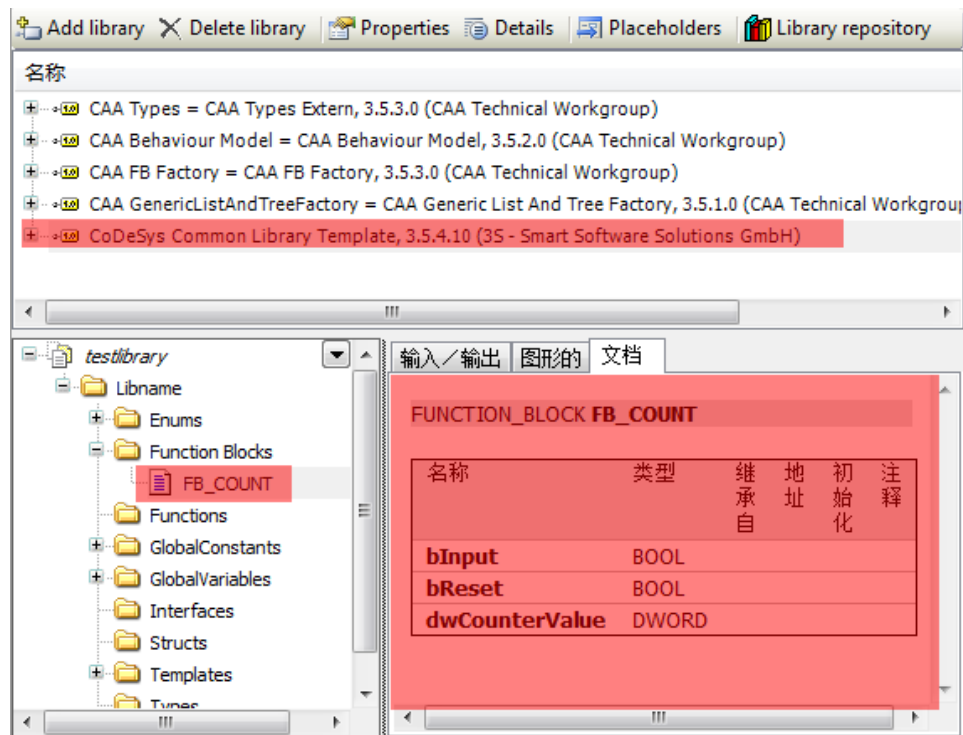 Add library Delete library Properties Details Placeholders Library repository
名称
CAA Types = CAA Types Extern, 3.5.3.0 (CAA Technical Workgroup)
CAA Behaviour Model = CAA Behaviour Model, 3.5.2.0 (CAA Technical Workgroup)
CAA FB Factory = CAA FB Factory, 3.5.3.0 (CAA Technical Workgroup)
CAA GenericListAndTreeFactory = CAA Generic List And Tree Factory, 3.5.1.0 (CAA Technical Workgrou
CoDeSys Common Library Template, 3.5.4.10 (3S - Smart Software Solutions GmbH)
testlibrary
Libname
Enums
Function Blocks
FB_COUNT
Functions
GlobalConstants
GlobalVariables
Interfaces
Structs
Templates
Types
输入／输出 图形的 文档
FUNCTION_BLOCK FB_COUNT
名称 类型 继承自 地址 初始化 注释
bInput BOOL
bReset BOOL
dwCounterValue DWORD